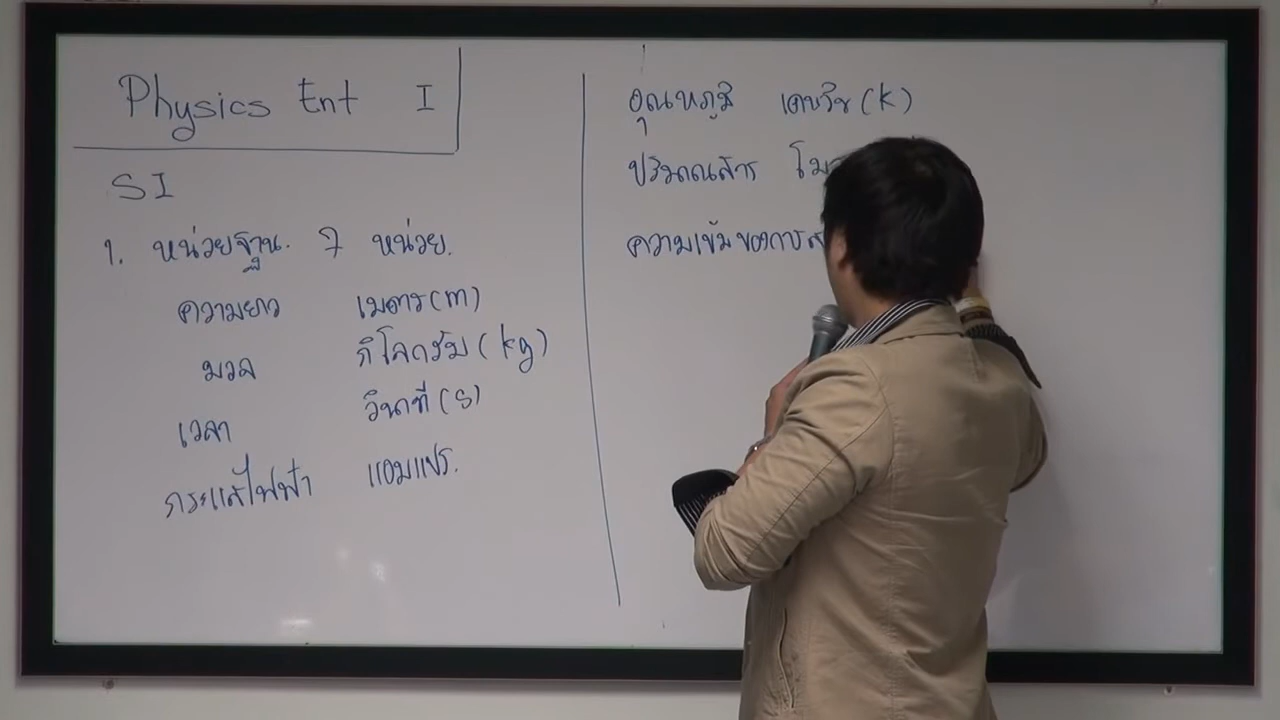 Physics Ent I
SI
1. หน่วยฐาน. 7 หน่วย.
ความยาว เมตร(m)
มวล กิโลกรัม(kg)
เวลา วินาที(s)
กระแสไฟฟ้า แอมแปร.
อุณหภูมิ เคลวิน(K)
ปริมาณสาร
ความเข้มของการ